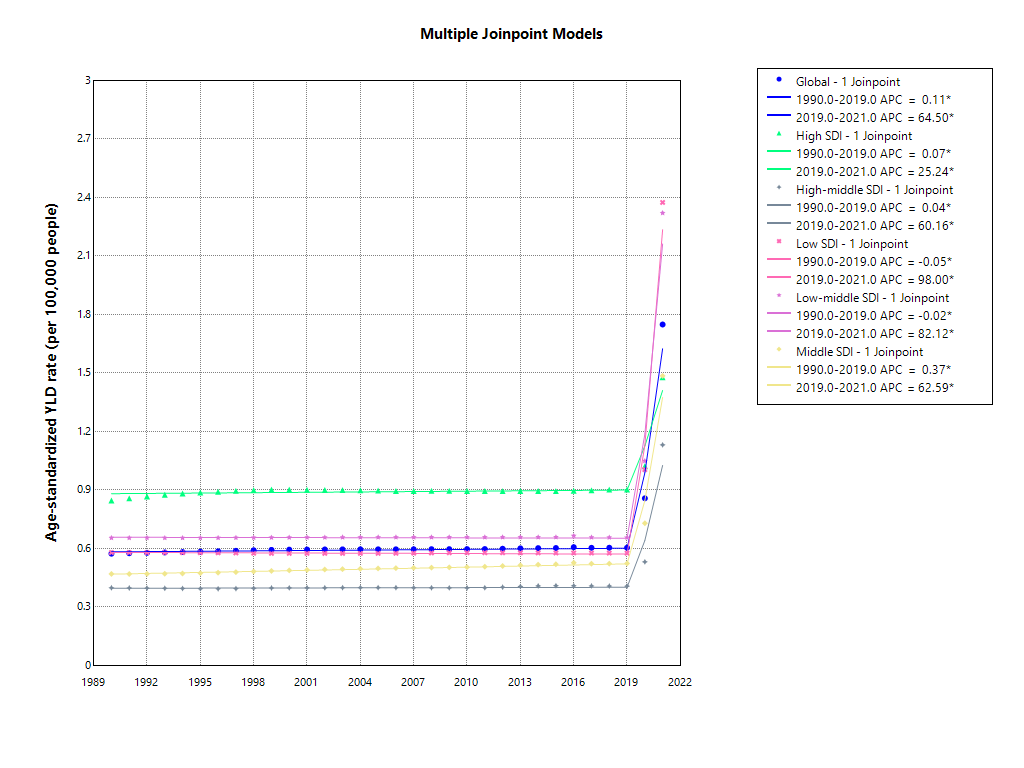 Multiple Joinpoint Models
Age-standardized YLD rate (per 100,000 people)
3
2.7
2.4
2.1
1.8
1.5
1.2
0.9
0.6
0.3
0
1989 1992 1995 1998 2001 2004 2007 2010 2013 2016 2019 2022
Global - 1 Joinpoint
1990.0-2019.0 APC = 0.11*
2019.0-2021.0 APC = 64.50*
High SDI - 1 Joinpoint
1990.0-2019.0 APC = 0.07*
2019.0-2021.0 APC = 25.24*
High-middle SDI - 1 Joinpoint
1990.0-2019.0 APC = 0.04*
2019.0-2021.0 APC = 60.16*
Low SDI - 1 Joinpoint
1990.0-2019.0 APC = -0.05*
2019.0-2021.0 APC = 98.00*
Low-middle SDI - 1 Joinpoint
1990.0-2019.0 APC = -0.02*
2019.0-2021.0 APC = 82.12*
Middle SDI - 1 Joinpoint
1990.0-2019.0 APC = 0.37*
2019.0-2021.0 APC = 62.59*